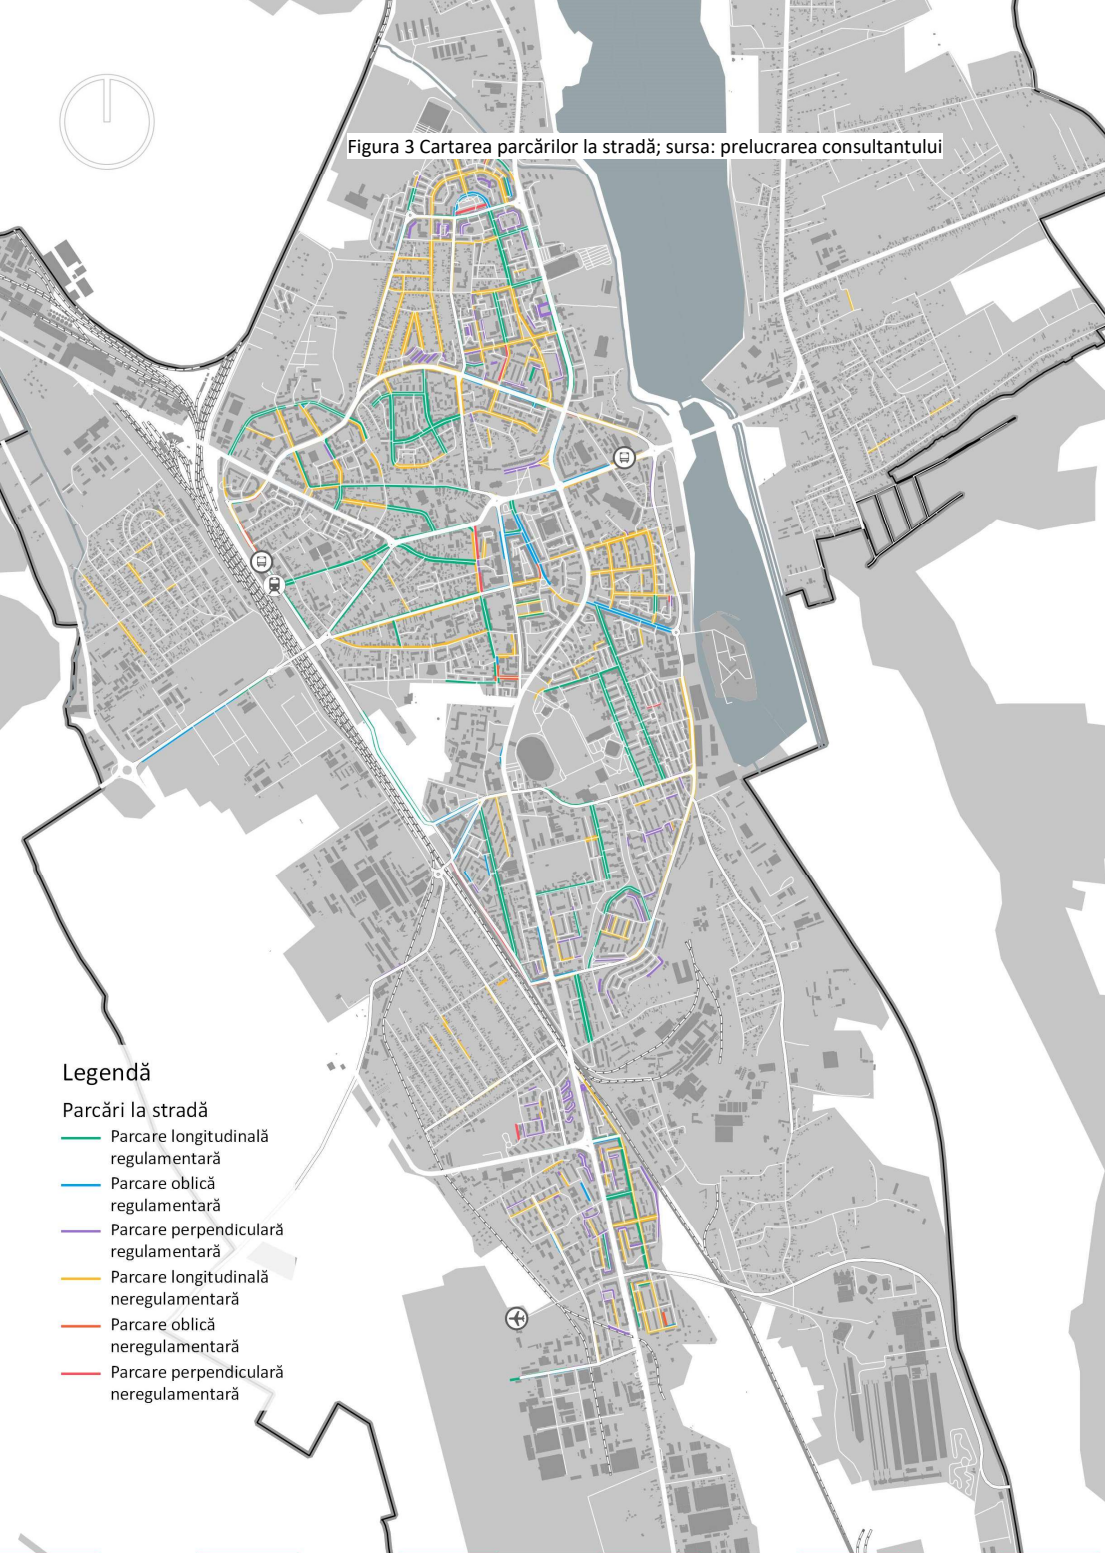 Figura 3 Cartarea parcărilor la stradă; sursa: prelucrarea consultantului
Legendă
Parcări la stradă
Parcare longitudinală
regulamentară
Parcare oblică
regulamentară
Parcare perpendiculară
regulamentară
Parcare longitudinală
neregulamentară
Parcare oblică
neregulamentară
Parcare perpendiculară
neregulamentară